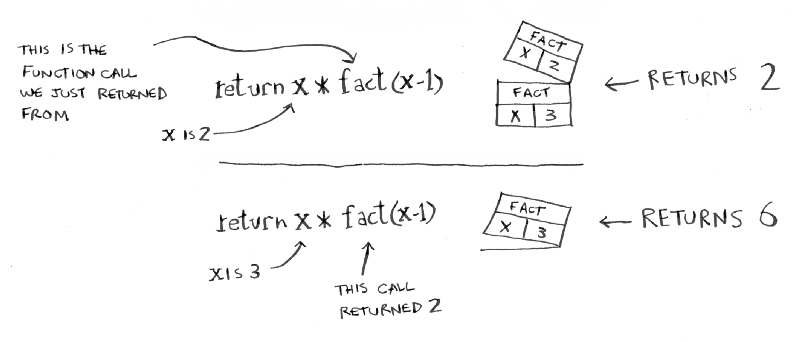 THIS IS THE
FUNCTION CALL
WE JUST RETURNED
FROM
return x * fact(x-1)
X IS 2
FACT
X 2
FACT
X 3
← RETURNS 2
return x * fact(x-1)
X IS 3
THIS CALL
RETURNED 2
FACT
X 3
← RETURNS 6